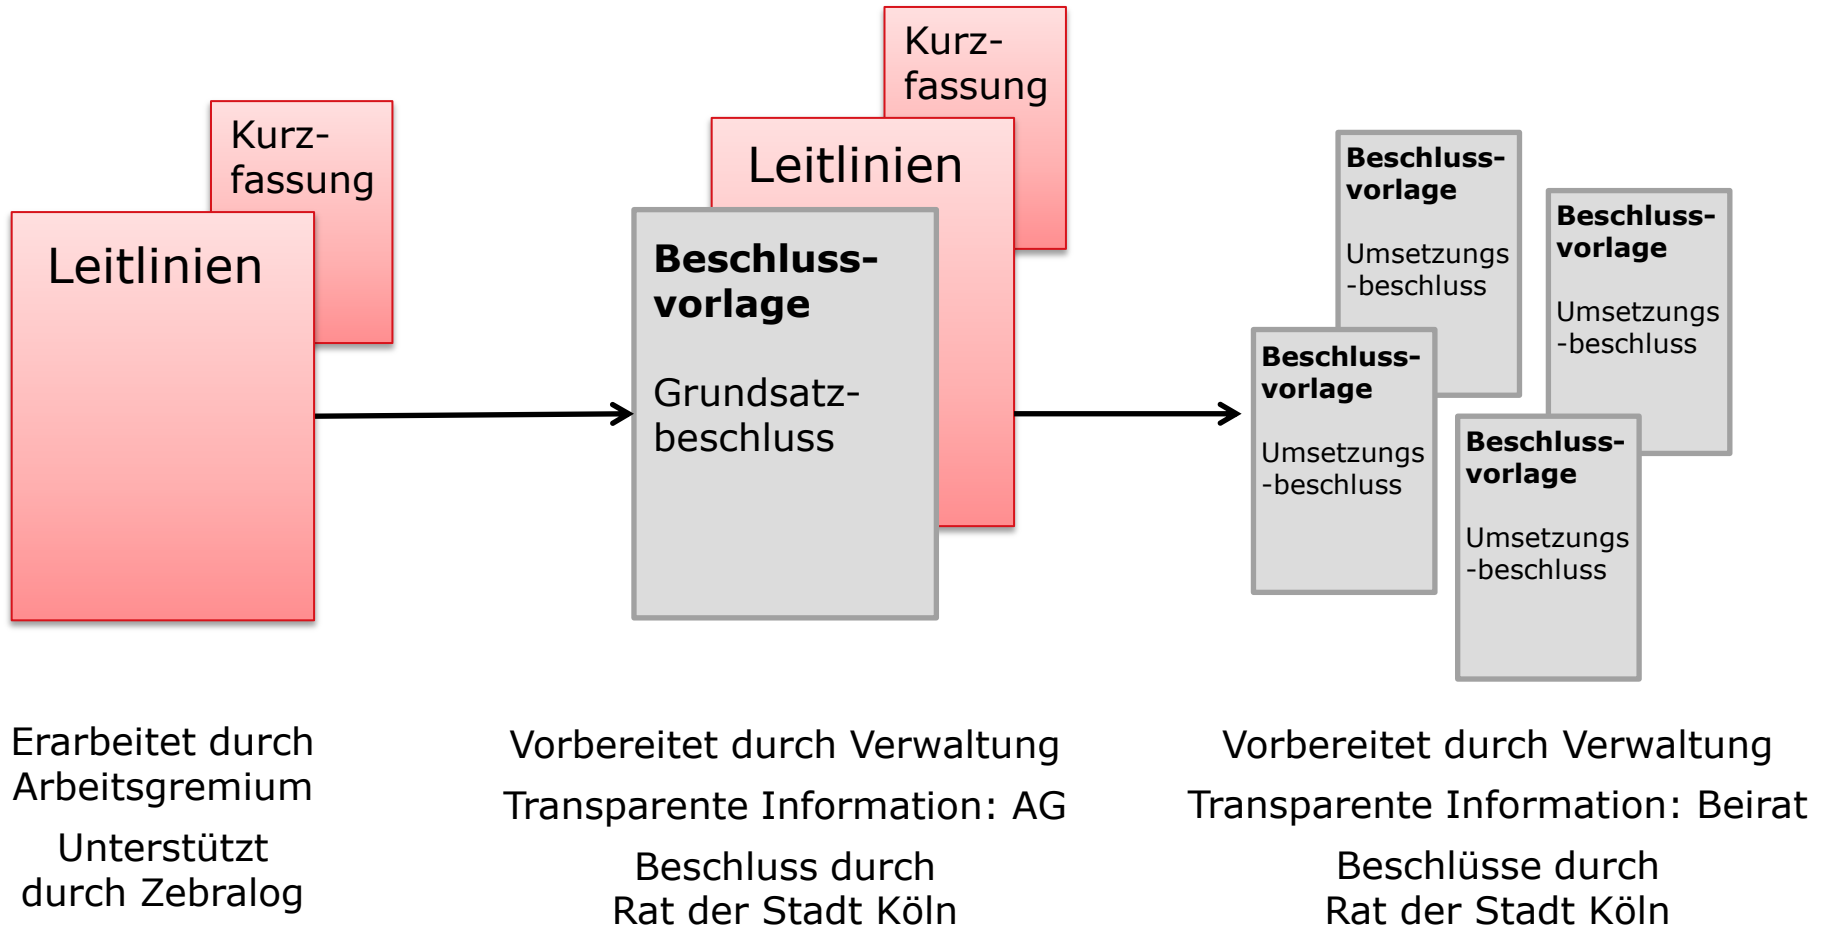 Kurz-
fassung
Leitlinien
Erarbeitet durch
Arbeitsgremium
Unterstützt
durch Zebralog
Kurz-
fassung
Leitlinien
Beschluss-
vorlage
Grundsatz-
beschluss
Vorbereitet durch Verwaltung
Transparente Information: AG
Beschluss durch
Rat der Stadt Köln
Beschluss-
vorlage
Umsetzungs
-beschluss
Beschluss-
vorlage
Umsetzungs
-beschluss
Beschluss-
vorlage
Umsetzungs
-beschluss
Beschluss-
vorlage
Umsetzungs
-beschluss
Vorbereitet durch Verwaltung
Transparente Information: Beirat
Beschlüsse durch
Rat der Stadt Köln